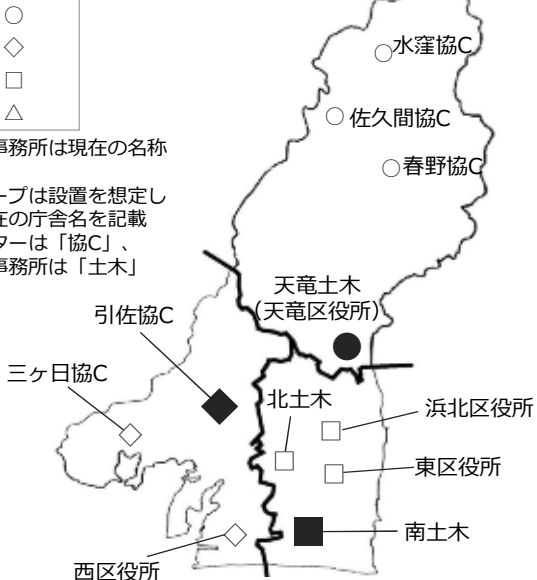 ○
◇
□
△
事務所は現在の名称
ープは設置を想定し
在の庁舎名を記載
ターは「協C」、
事務所は「土木」
水窪協C
佐久間協C
春野協C
天竜土木
(天竜区役所)
引佐協C
三ヶ日協C
北土木
浜北区役所
東区役所
南土木
西区役所